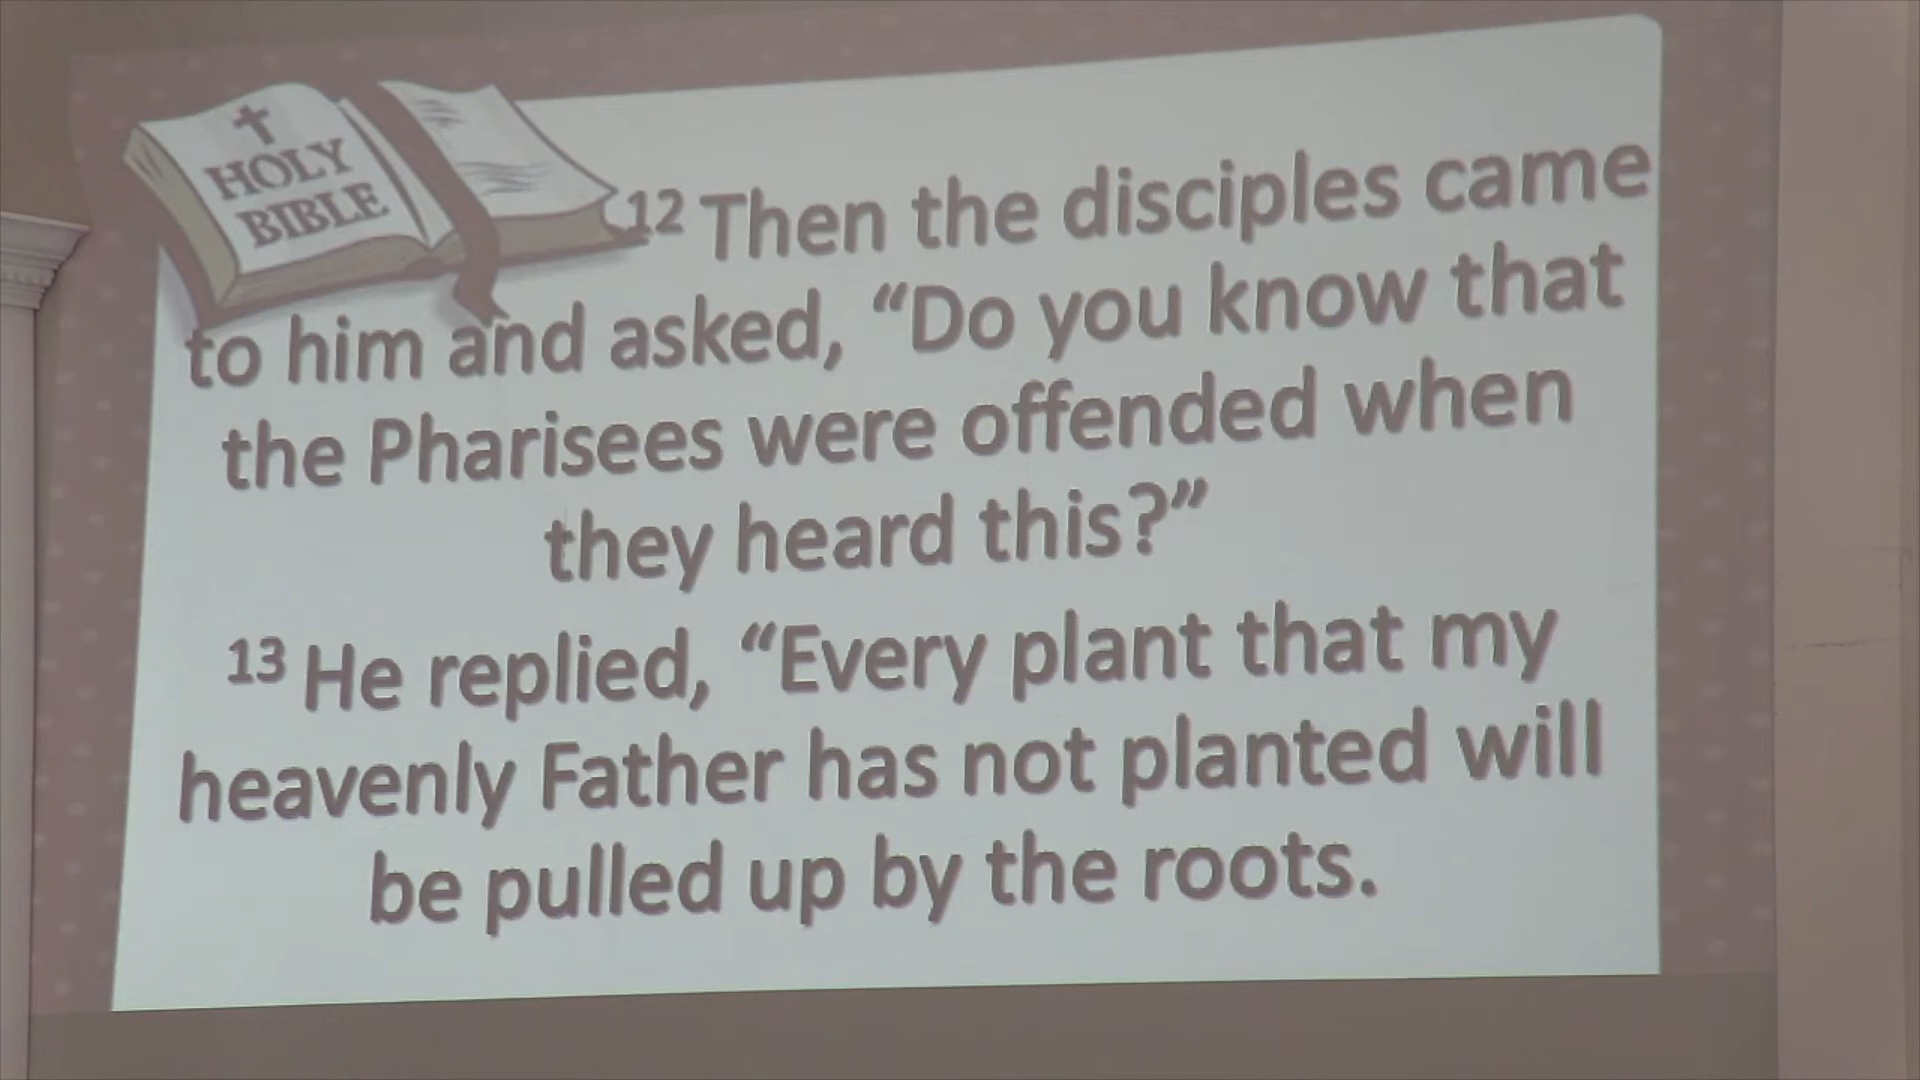 HOLY
BIBLE
12 Then the disciples came
to him and asked, “Do you know that
the Pharisees were offended when
they heard this?”
13 He replied, “Every plant that my
heavenly Father has not planted will
be pulled up by the roots.